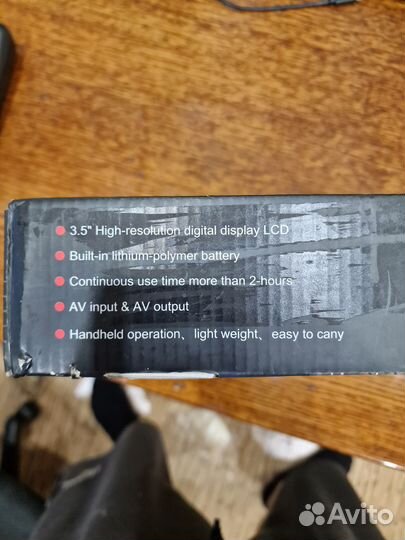 3.5" High-resolution digital display LCD
Built-in lithium-polymer battery
Continuous use time more than 2-hours
AV input & AV output
Handheld operation、light weight、easy to cany
Avito